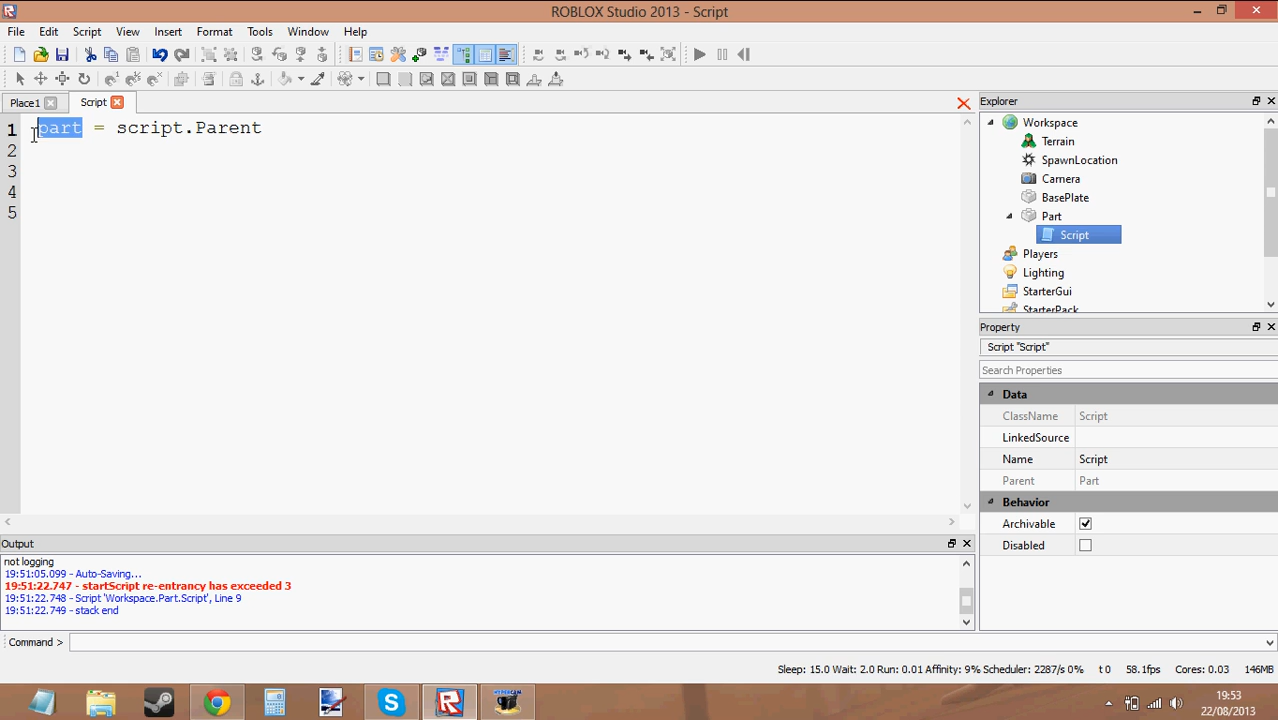 ROBLOX Studio 2013 - Script
File Edit Script View Insert Format Tools Window Help
Place1 Script
1 part = script.Parent
2
3
4
5
Explorer
Workspace
Terrain
SpawnLocation
Camera
BasePlate
Part
Script
Players
Lighting
StarterGui
StarterPack
Property
Script "Script"
Search Properties
Data
ClassName Script
LinkedSource
Name Script
Parent Part
Behavior
Archivable
Disabled
Output
not logging
19:51:05.099 - Auto-Saving...
19:51:22.747 - startScript re-entrancy has exceeded 3
19:51:22.748 - Script 'Workspace.Part.Script', Line 9
19:51:22.749 - stack end
Command >
Sleep: 15.0 Wait: 2.0 Run: 0.01 Affinity: 9% Scheduler: 2287/s 0% t 0 58.1fps Cores: 0.03 146MB
19:53
22/08/2013